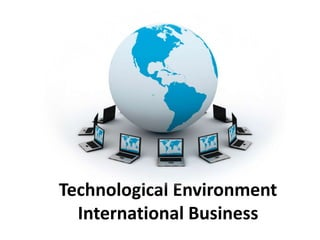 Technological Environment
International Business